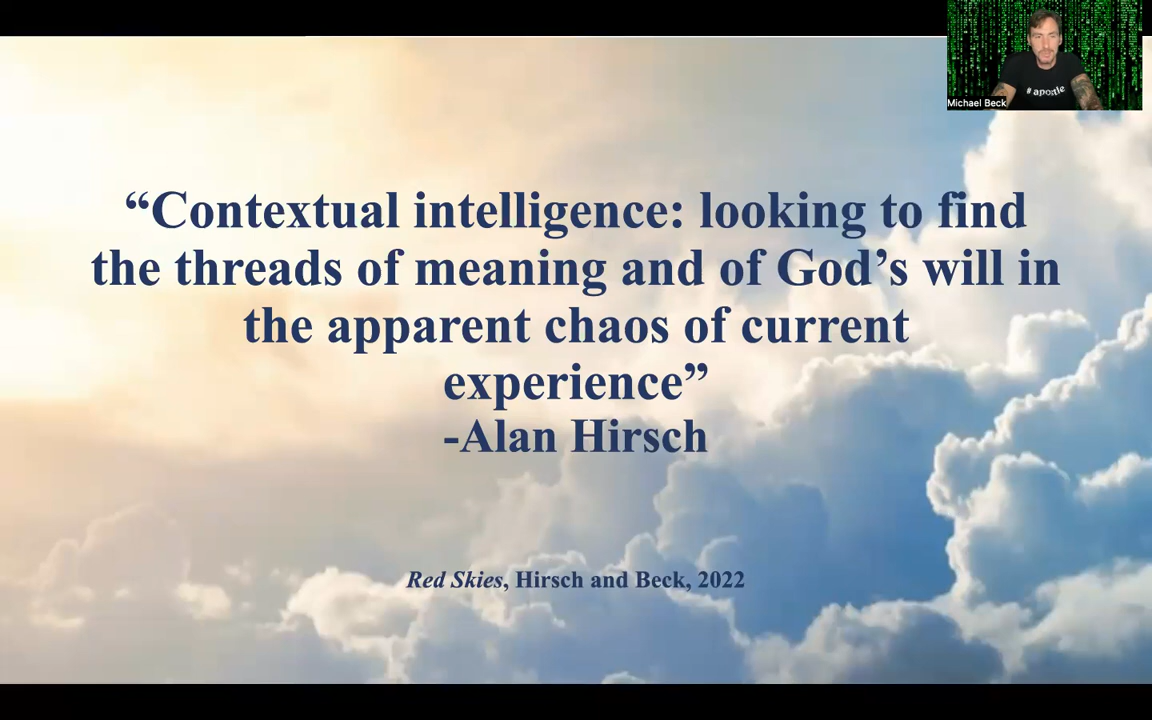 “Contextual intelligence: looking to find
the threads of meaning and of God’s will in
the apparent chaos of current
experience”
-Alan Hirsch
Red Skies, Hirsch and Beck, 2022
# apostle
Michael Beck